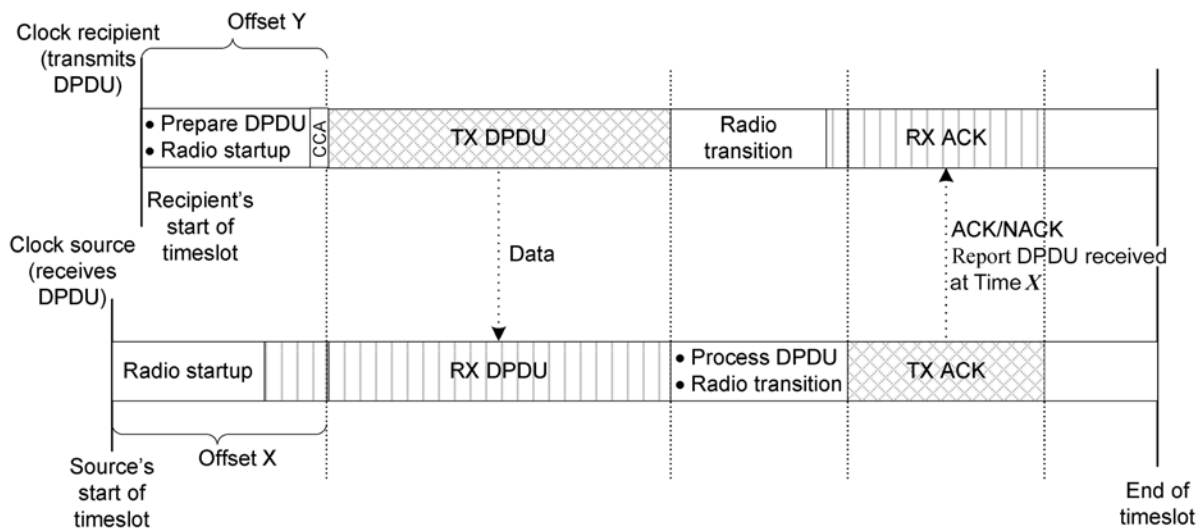 Offset Y
Clock recipient
(transmits
DPDU)
• Prepare DPDU
• Radio startup
CCA
TX DPDU
Radio
transition
RX ACK
Recipient's
start of
timeslot
Clock source
(receives
DPDU)
Data
ACK/NACK
Report DPDU received
at Time X
Radio startup
RX DPDU
• Process DPDU
• Radio transition
TX ACK
Offset X
Source's
start of
timeslot
End of
timeslot